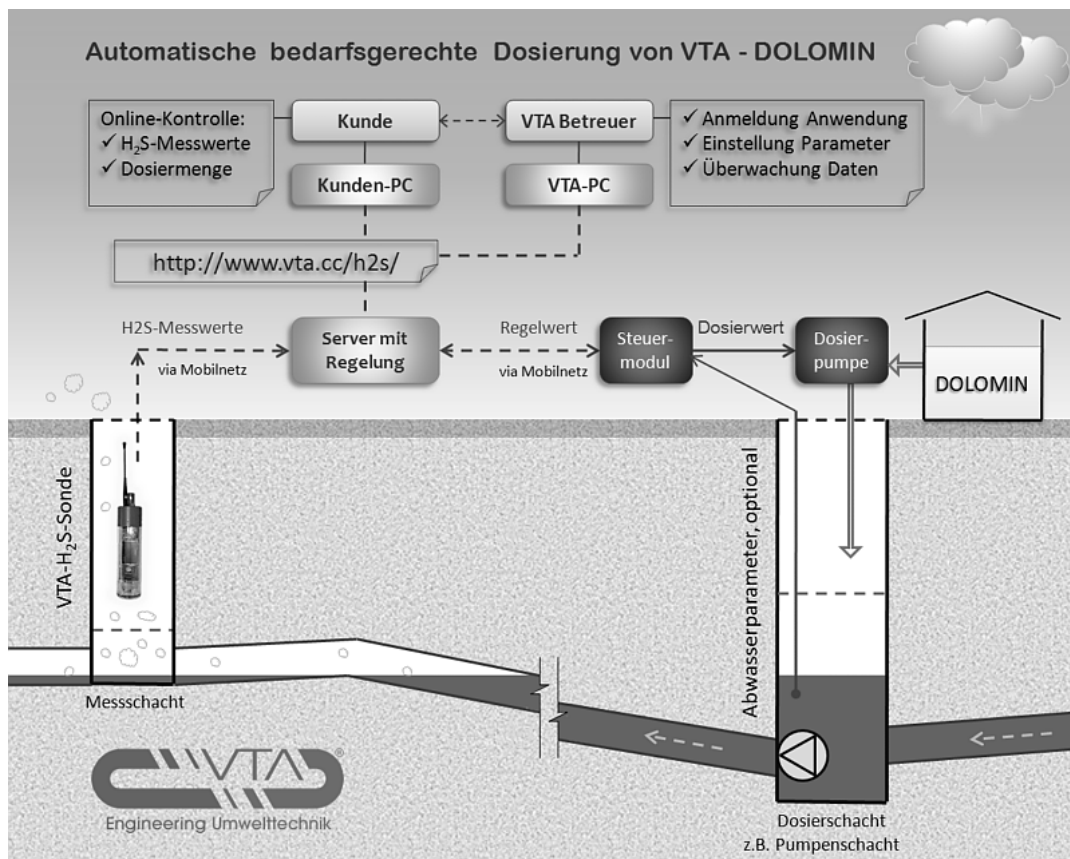 Automatische bedarfsgerechte Dosierung von VTA - DOLOMIN
Online-Kontrolle:
✓ H₂S-Messwerte
✓ Dosiermenge
Kunde
VTA Betreuer
✓ Anmeldung Anwendung
✓ Einstellung Parameter
✓ Überwachung Daten
Kunden-PC
VTA-PC
http://www.vta.cc/h2s/
H2S-Messwerte
via Mobilnetz
Server mit
Regelung
Regelwert
via Mobilnetz
Steuer-
modul
Dosierwert
Dosier-
pumpe
DOLOMIN
VTA-H₂S-Sonde
Abwasserparameter, optional
Messschacht
VTA®
Engineering Umwelttechnik
Dosierschacht
z.B. Pumpenschacht